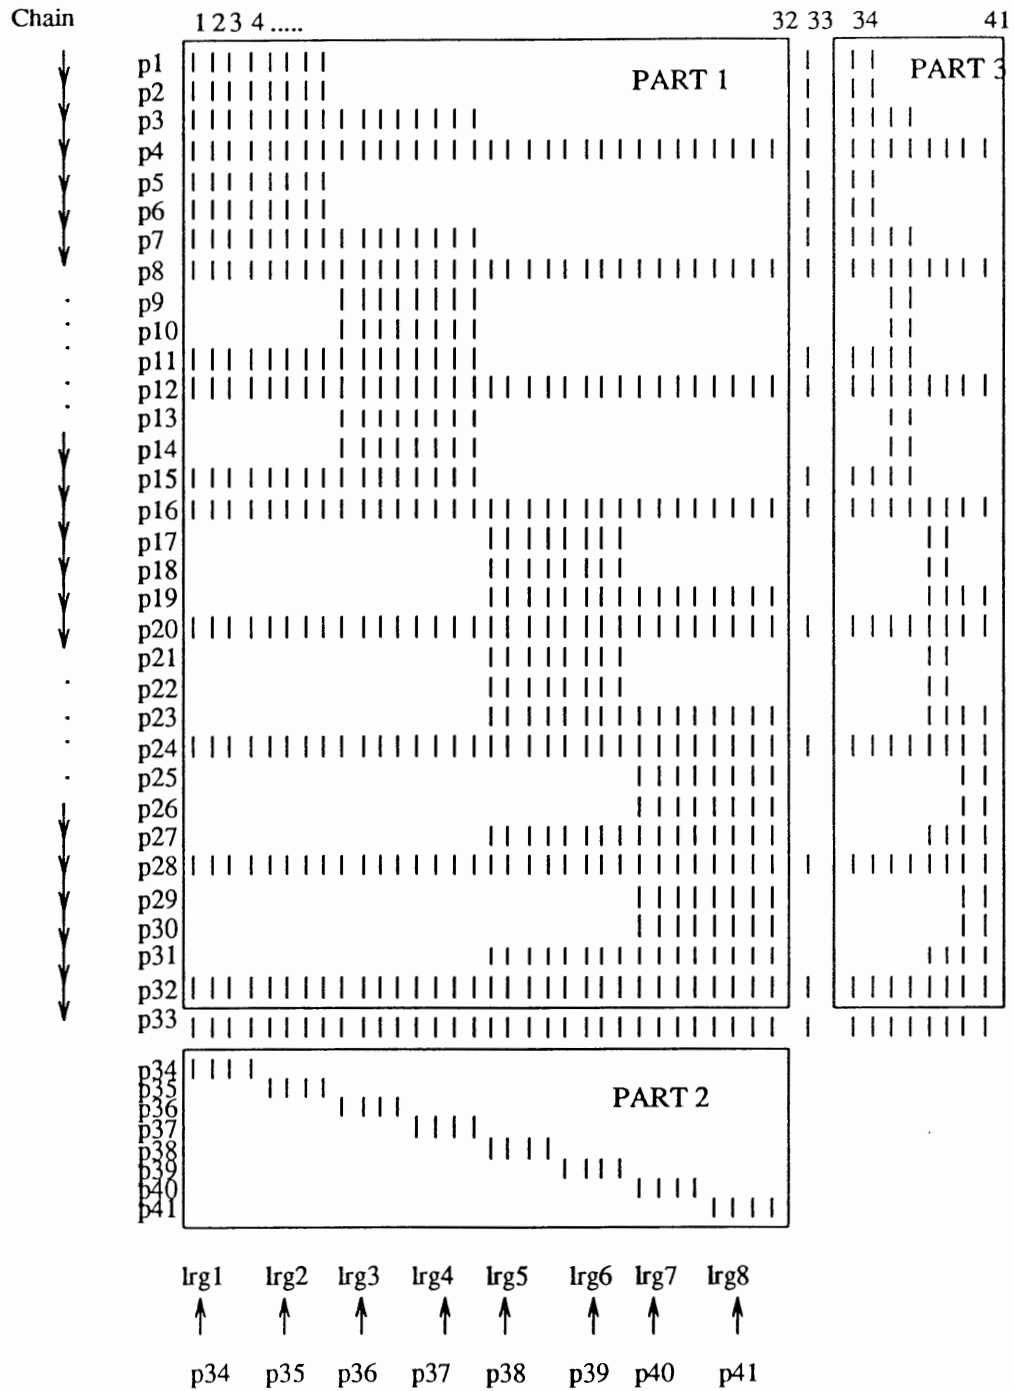 Chain 1 2 3 4 ..... 32 33 34 41
PART 1 PART 3
p1
p2
p3
p4
p5
p6
p7
p8
p9
p10
p11
p12
p13
p14
p15
p16
p17
p18
p19
p20
p21
p22
p23
p24
p25
p26
p27
p28
p29
p30
p31
p32
p33
p34
p35
PART 2
p36
p37
p38
p39
p40
p41
lrg1 lrg2 lrg3 lrg4 lrg5 lrg6 lrg7 lrg8
p34 p35 p36 p37 p38 p39 p40 p41